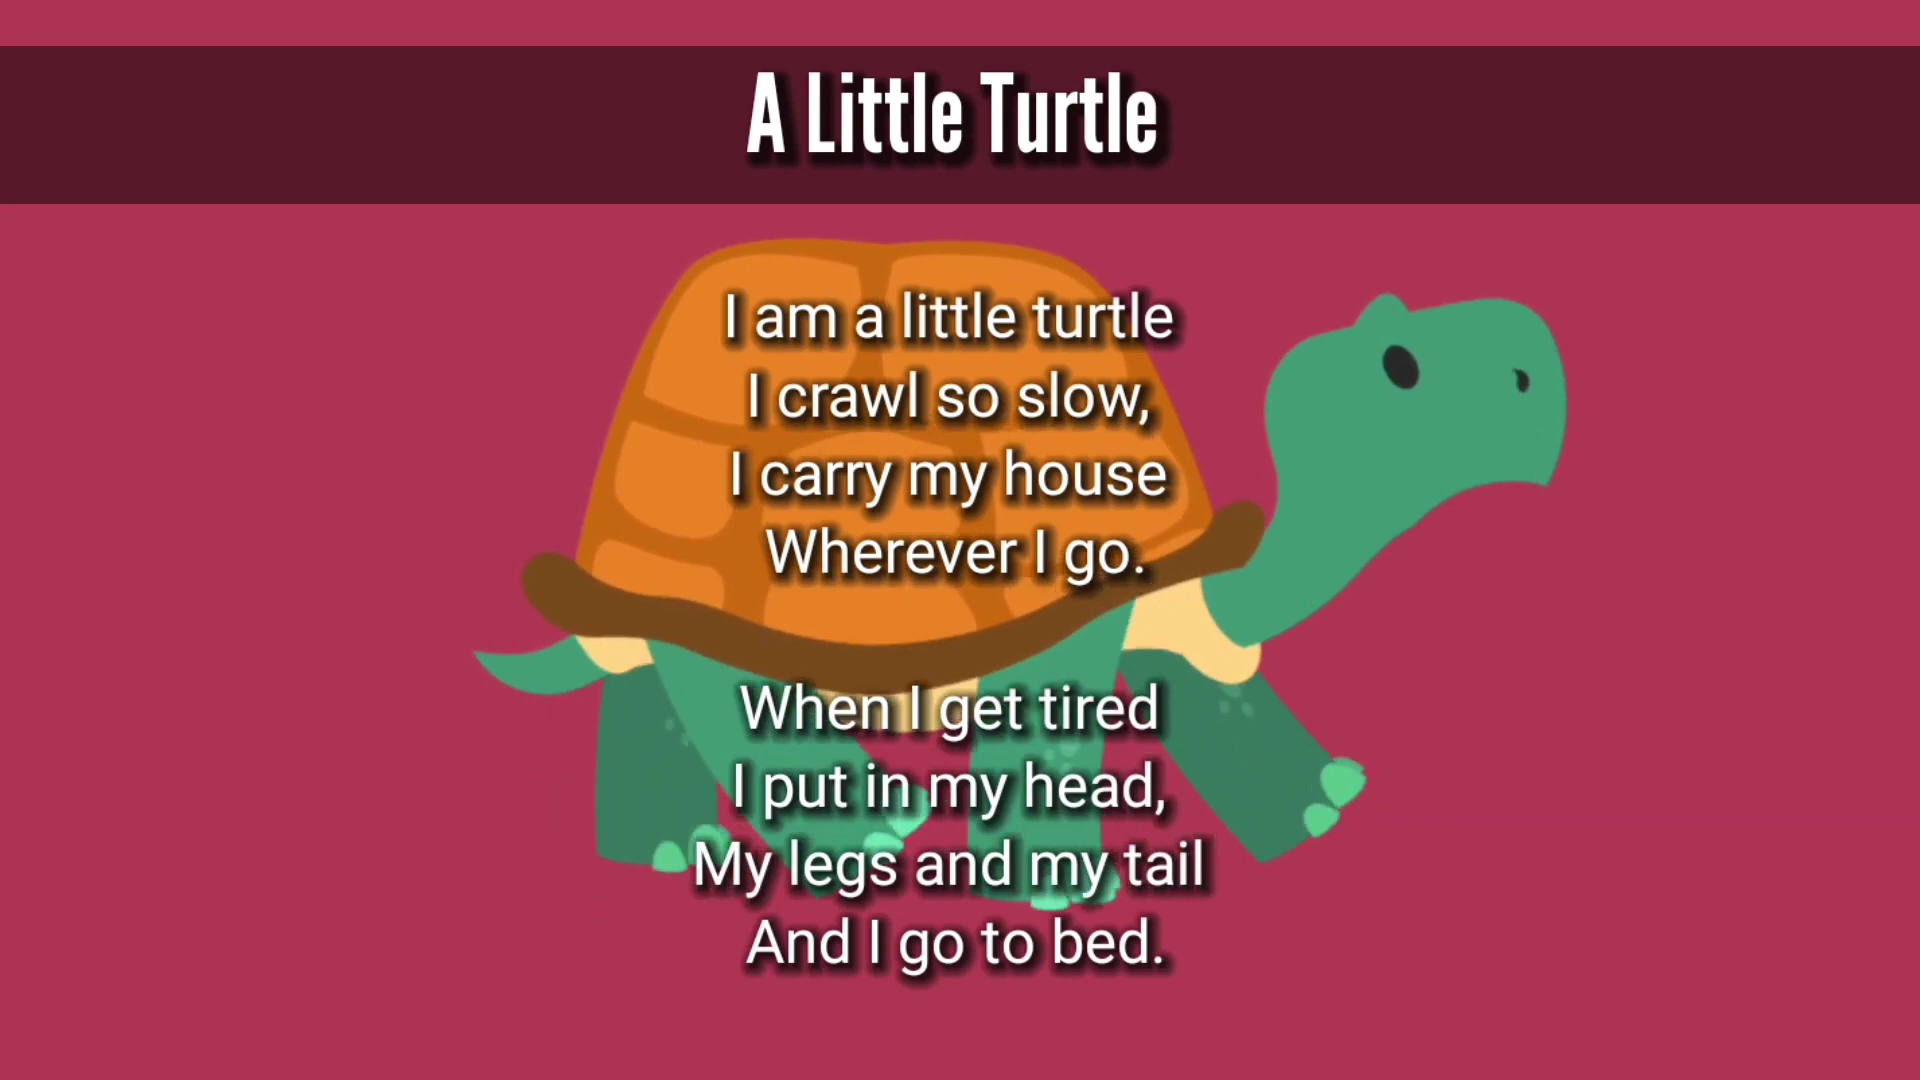 A Little Turtle
I am a little turtle
I crawl so slow,
I carry my house
Wherever I go.
When I get tired
I put in my head,
My legs and my tail
And I go to bed.